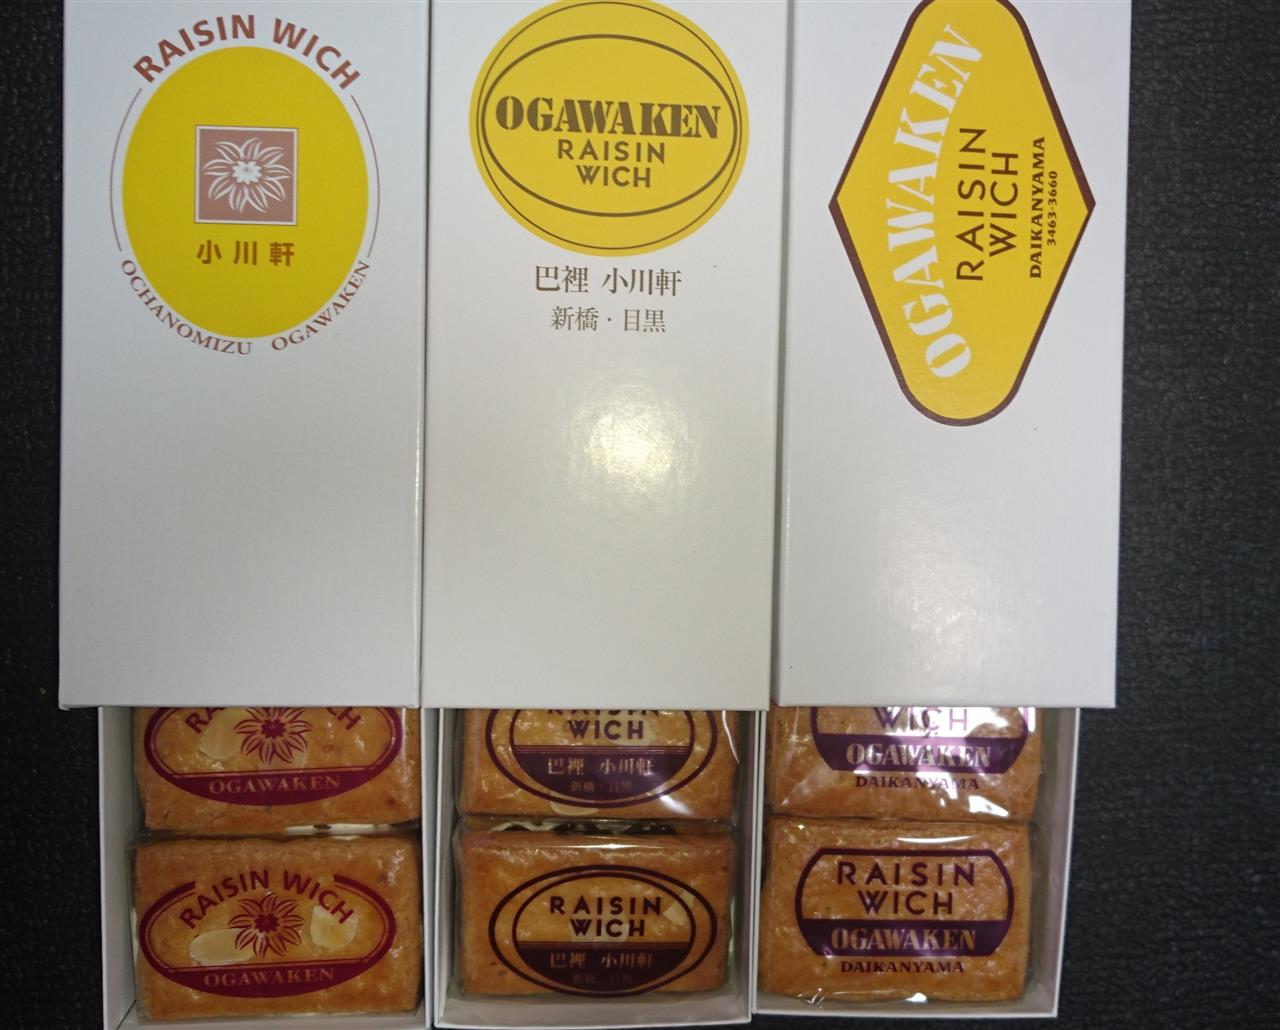 RAISIN WICH
小川軒
OCHANOMIZU OGAWAKEN
OGAWAKEN
RAISIN
WICH
巴裡 小川軒
新橋・目黒
OGAWAKEN
RAISIN
WICH
DAIKANYAMA
3463-3660
OGAWAKEN
RAISIN WICH
OGAWAKEN
RAISIN
WICH
巴裡 小川軒
新橋・目黒
RAISIN
WICH
巴裡 小川軒
新橋・目黒
WICH
OGAWAKEN
DAIKANYAMA
RAISIN
WICH
OGAWAKEN
DAIKANYAMA